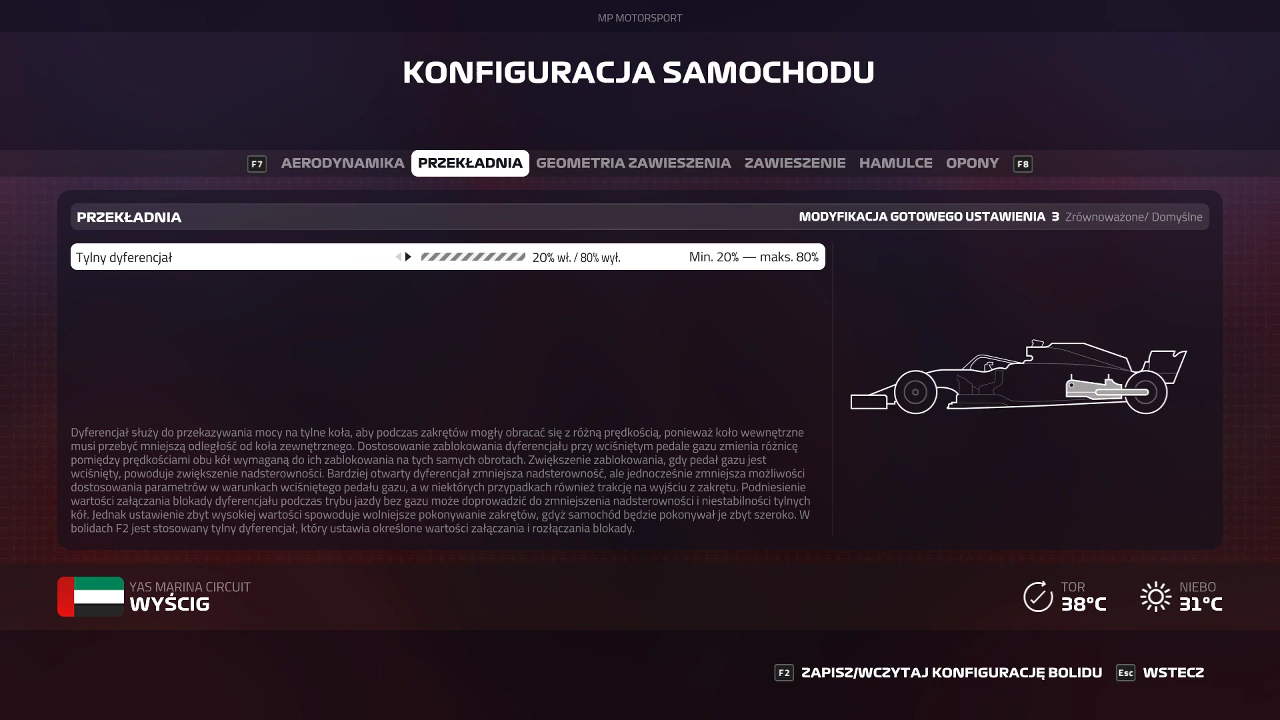 MP MOTORSPORT
KONFIGURACJA SAMOCHODU
F7 AERODYNAMIKA PRZEKŁADNIA GEOMETRIA ZAWIESZENIA ZAWIESZENIE HAMULCE OPONY F8
PRZEKŁADNIA MODYFIKACJA GOTOWEGO USTAWIENIA 3 Zrównoważone/ Domyślne
Tylny dyferencjał 20% wł. / 80% wył. Min. 20% — maks. 80%
Dyferencjał służy do przekazywania mocy na tylne koła, aby podczas zakrętów mogły obracać się z różną prędkością, ponieważ koło wewnętrzne
musi przebyć mniejszą odległość od koła zewnętrznego. Dostosowanie zablokowania dyferencjału przy wciśniętym pedale gazu zmienia różnicę
pomiędzy prędkościami obu kół wymaganą do ich zablokowania na tych samych obrotach. Zwiększenie zablokowania, gdy pedał gazu jest
wciśnięty, powoduje zwiększenie nadsterowności. Bardziej otwarty dyferencjał zmniejsza nadsterowność, ale jednocześnie zmniejsza możliwości
dostosowania parametrów w warunkach wciśniętego pedału gazu, a w niektórych przypadkach również trakcję na wyjściu z zakrętu. Podniesienie
wartości załączania blokady dyferencjału podczas trybu jazdy bez gazu może doprowadzić do zmniejszenia nadsterowności i niestabilności tylnych
kół. Jednak ustawienie zbyt wysokiej wartości spowoduje wolniejsze pokonywanie zakrętów, gdyż samochód będzie pokonywał je zbyt szeroko. W
bolidach F2 jest stosowany tylny dyferencjał, który ustawia określone wartości załączania i rozłączania blokady.
YAS MARINA CIRCUIT
WYŚCIG
TOR
38°C
NIEBO
31°C
F2 ZAPISZ/WCZYTAJ KONFIGURACJĘ BOLIDU Esc WSTECZ